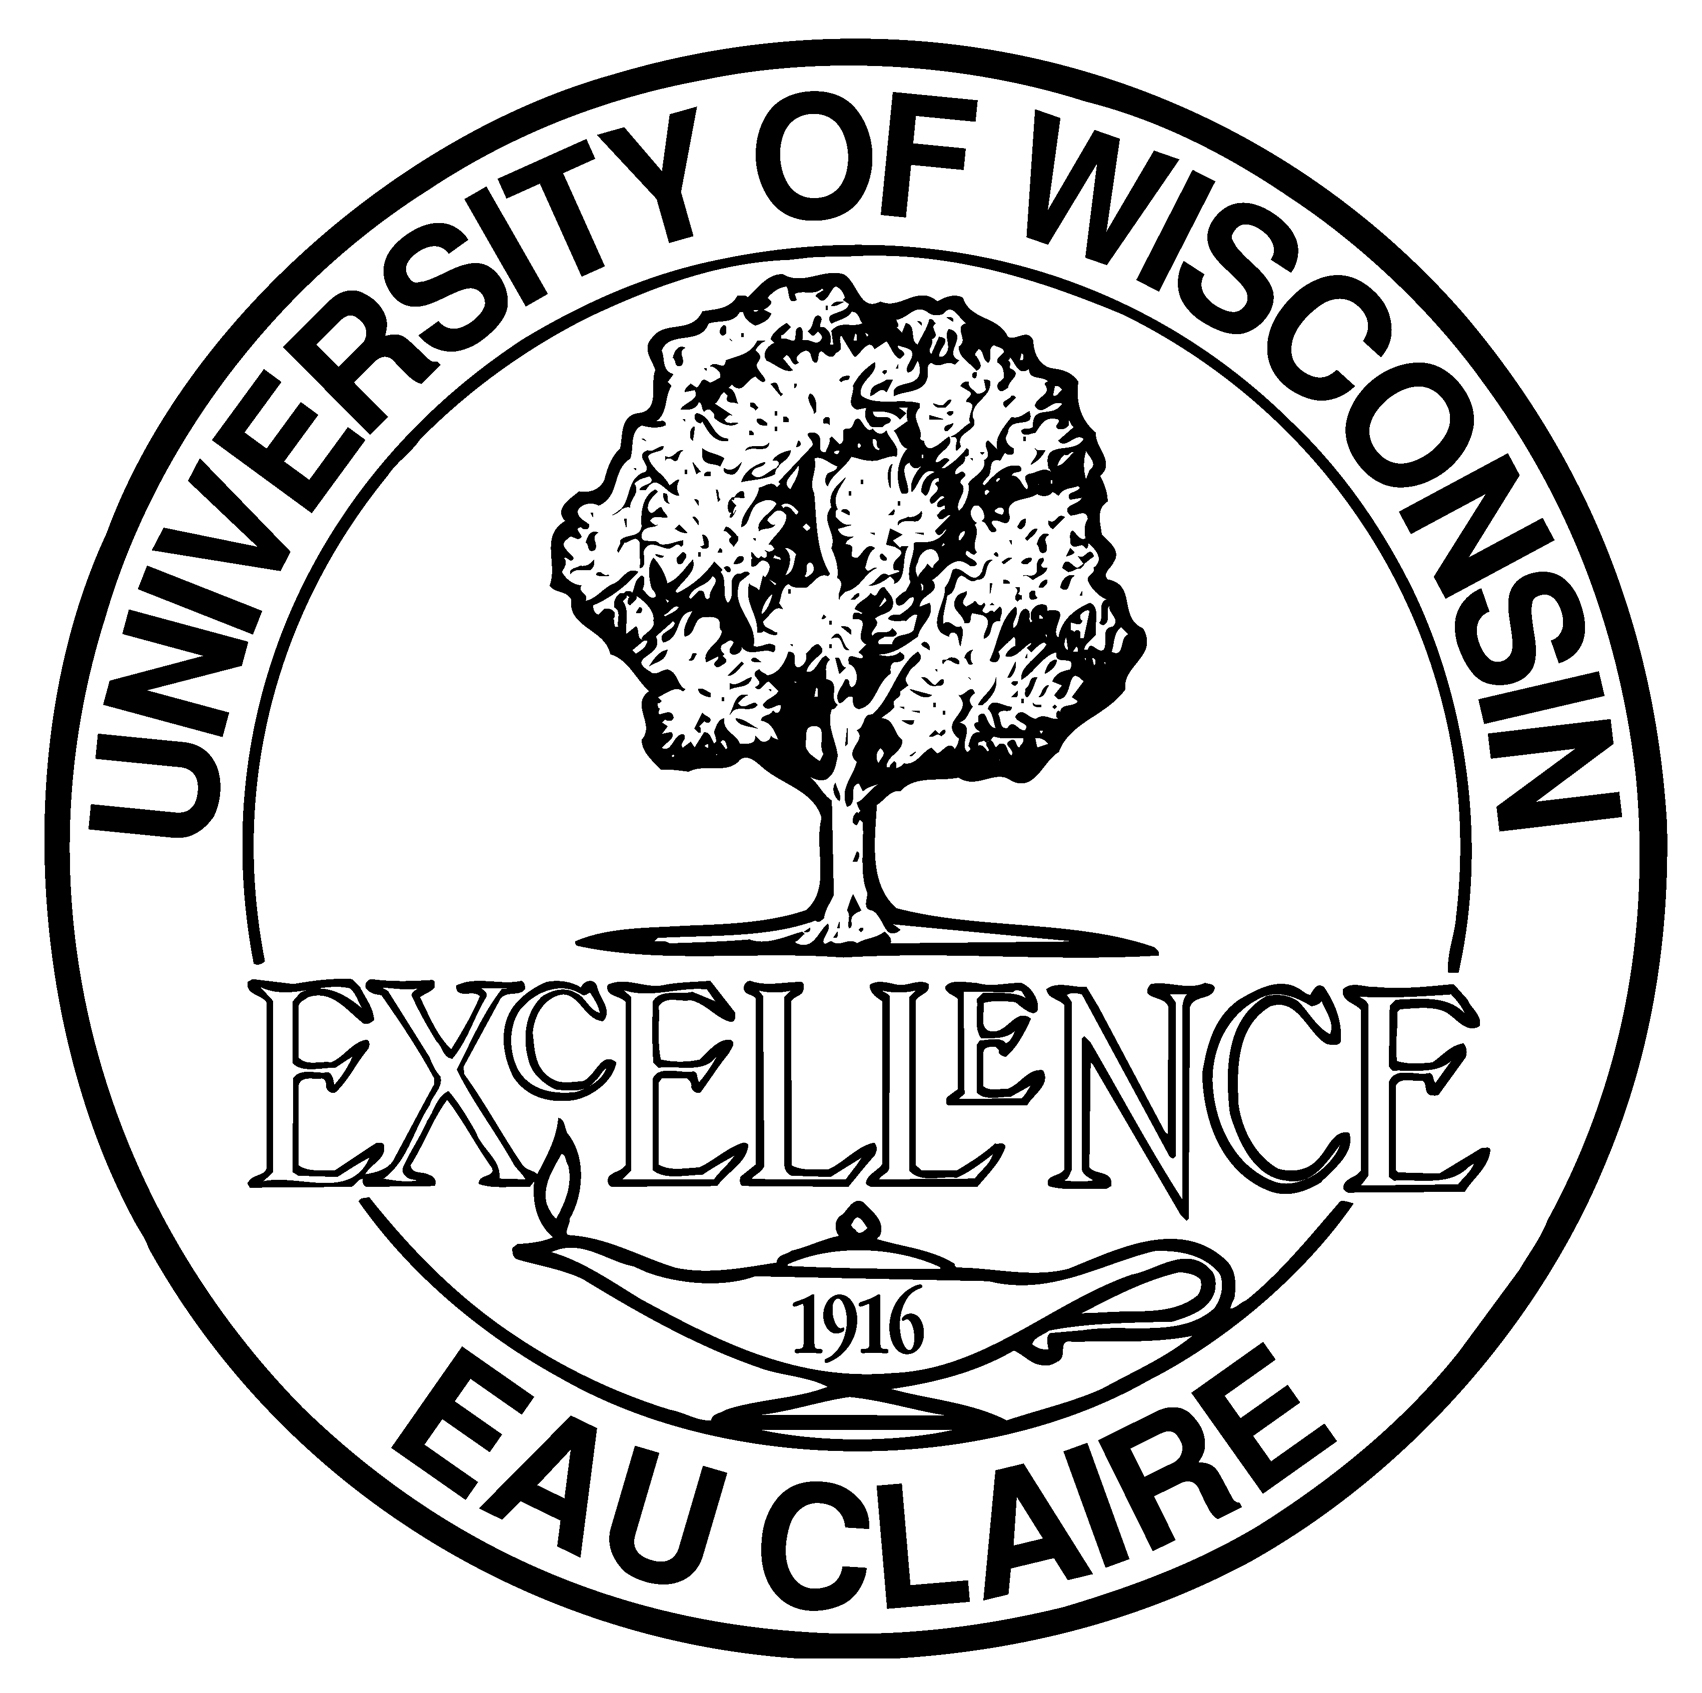 UNIVERSITY OF WISCONSIN
EXCELLENCE
1916
EAU CLAIRE